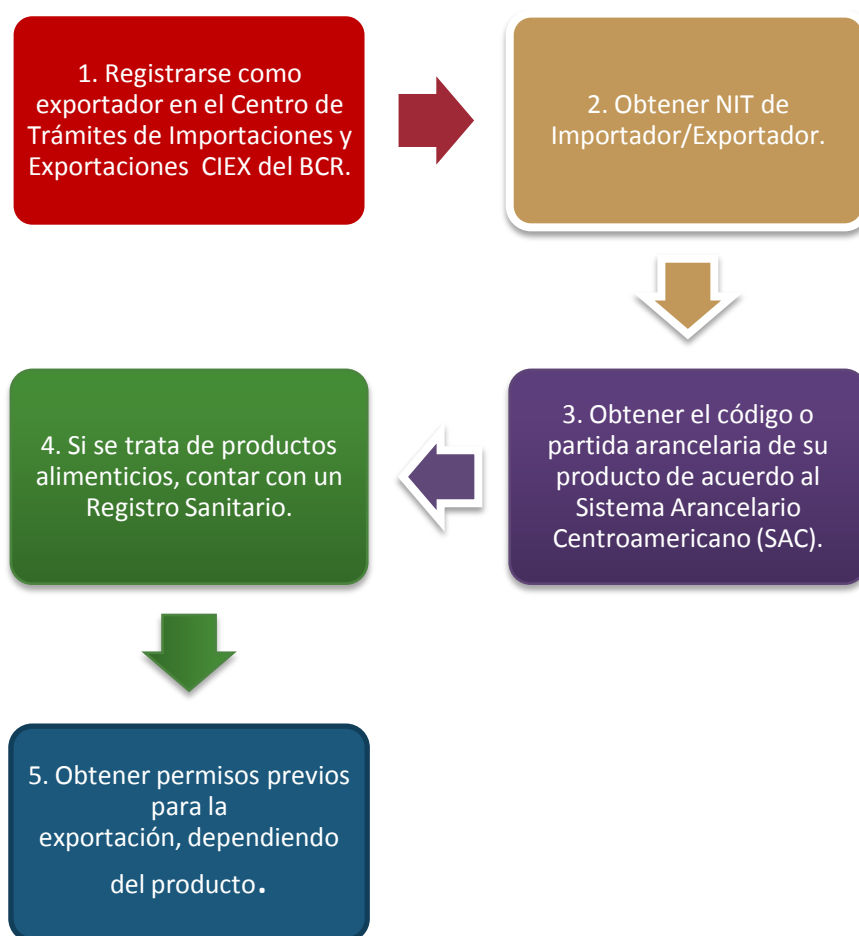 1. Registrarse como
exportador en el Centro de
Trámites de Importaciones y
Exportaciones CIEX del BCR.
2. Obtener NIT de
Importador/Exportador.
3. Obtener el código o
partida arancelaria de su
producto de acuerdo al
Sistema Arancelario
Centroamericano (SAC).
4. Si se trata de productos
alimenticios, contar con un
Registro Sanitario.
5. Obtener permisos previos
para la
exportación, dependiendo
del producto.